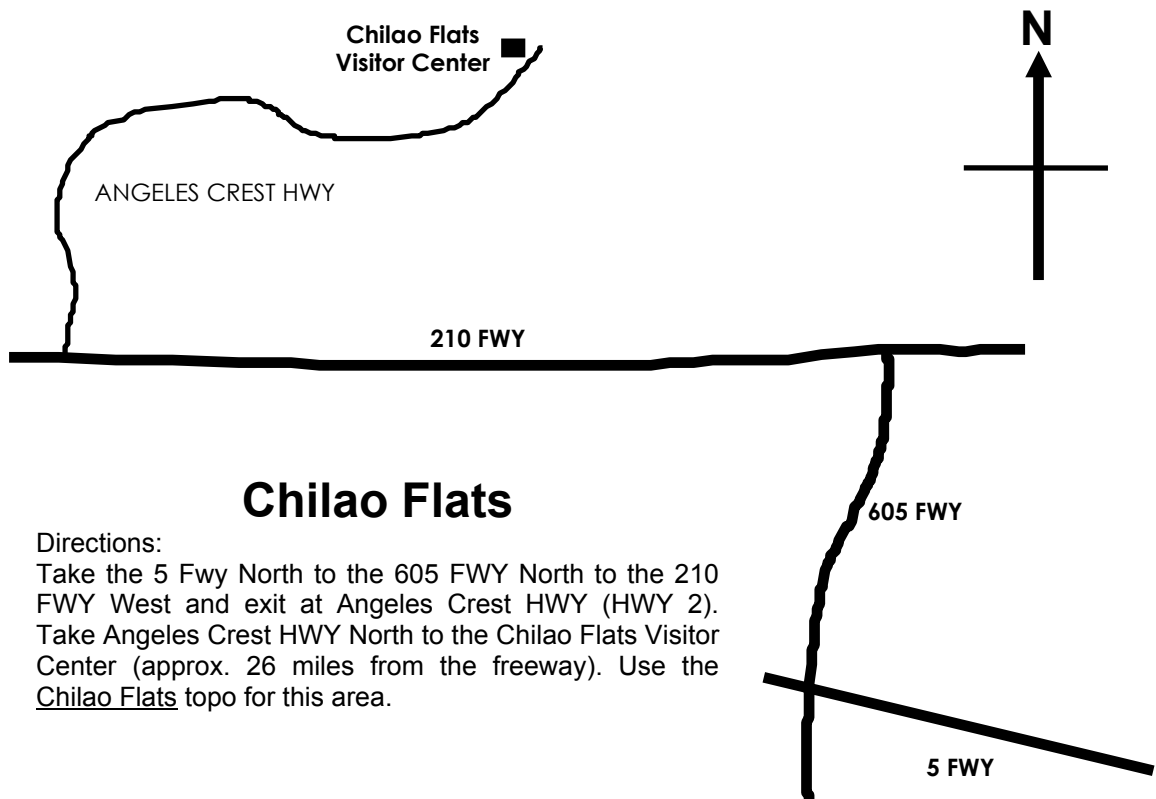 Chilao Flats
Visitor Center
N
ANGELES CREST HWY
210 FWY
Chilao Flats
605 FWY
Directions:
Take the 5 Fwy North to the 605 FWY North to the 210
FWY West and exit at Angeles Crest HWY (HWY 2).
Take Angeles Crest HWY North to the Chilao Flats Visitor
Center (approx. 26 miles from the freeway). Use the
Chilao Flats topo for this area.
5 FWY